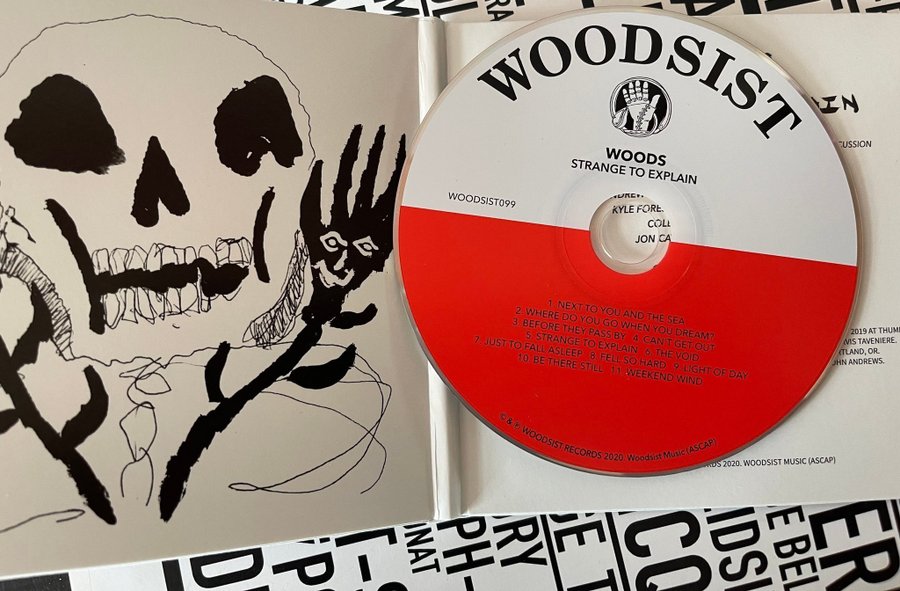 WOODSIST
WOODS
STRANGE TO EXPLAIN
WOODSIST099
KYLE FORE
COLL
JON CA
1. NEXT TO YOU AND THE SEA
2. WHERE DO YOU GO WHEN YOU DREAM?
3. BEFORE THEY PASS BY 4. CAN'T GET OUT
5. STRANGE TO EXPLAIN 6. THE VOID
7. JUST TO FALL ASLEEP 8. FELL SO HARD 9. LIGHT OF DAY
10. BE THERE STILL 11. WEEKEND WIND
© & ℗ WOODSIST RECORDS 2020. Woodsist Music (ASCAP)
CUSSION
2019 AT THUM
VIS TAVENIERE.
TLAND, OR.
HN ANDREWS.
RDS 2020. WOODSIST MUSIC (ASCAP)